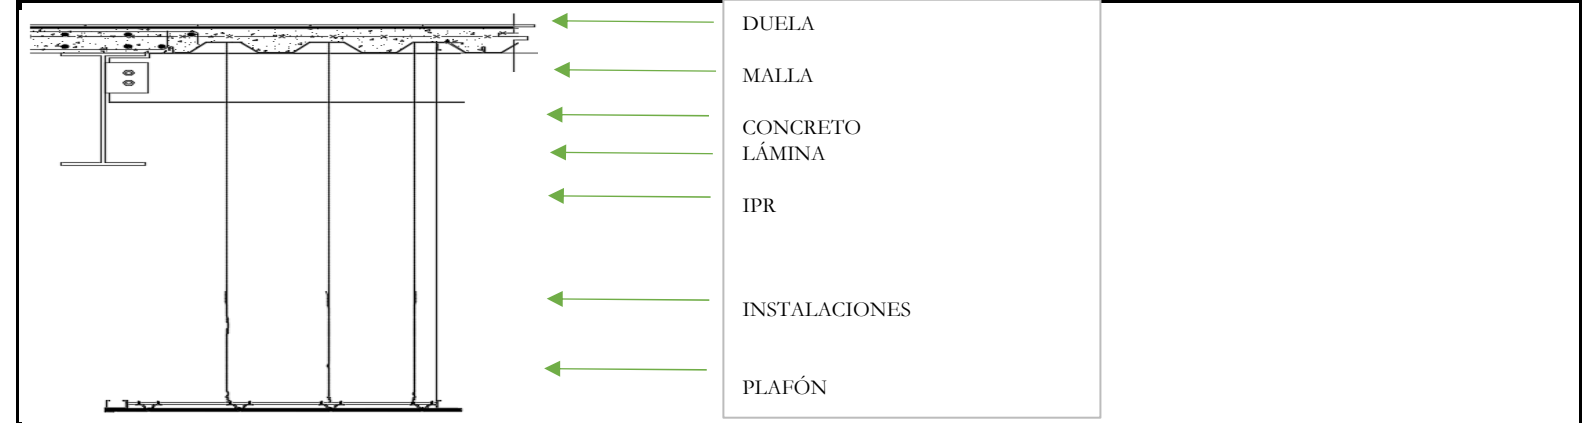 DUELA
MALLA
CONCRETO
LÁMINA
IPR
INSTALACIONES
PLAFÓN